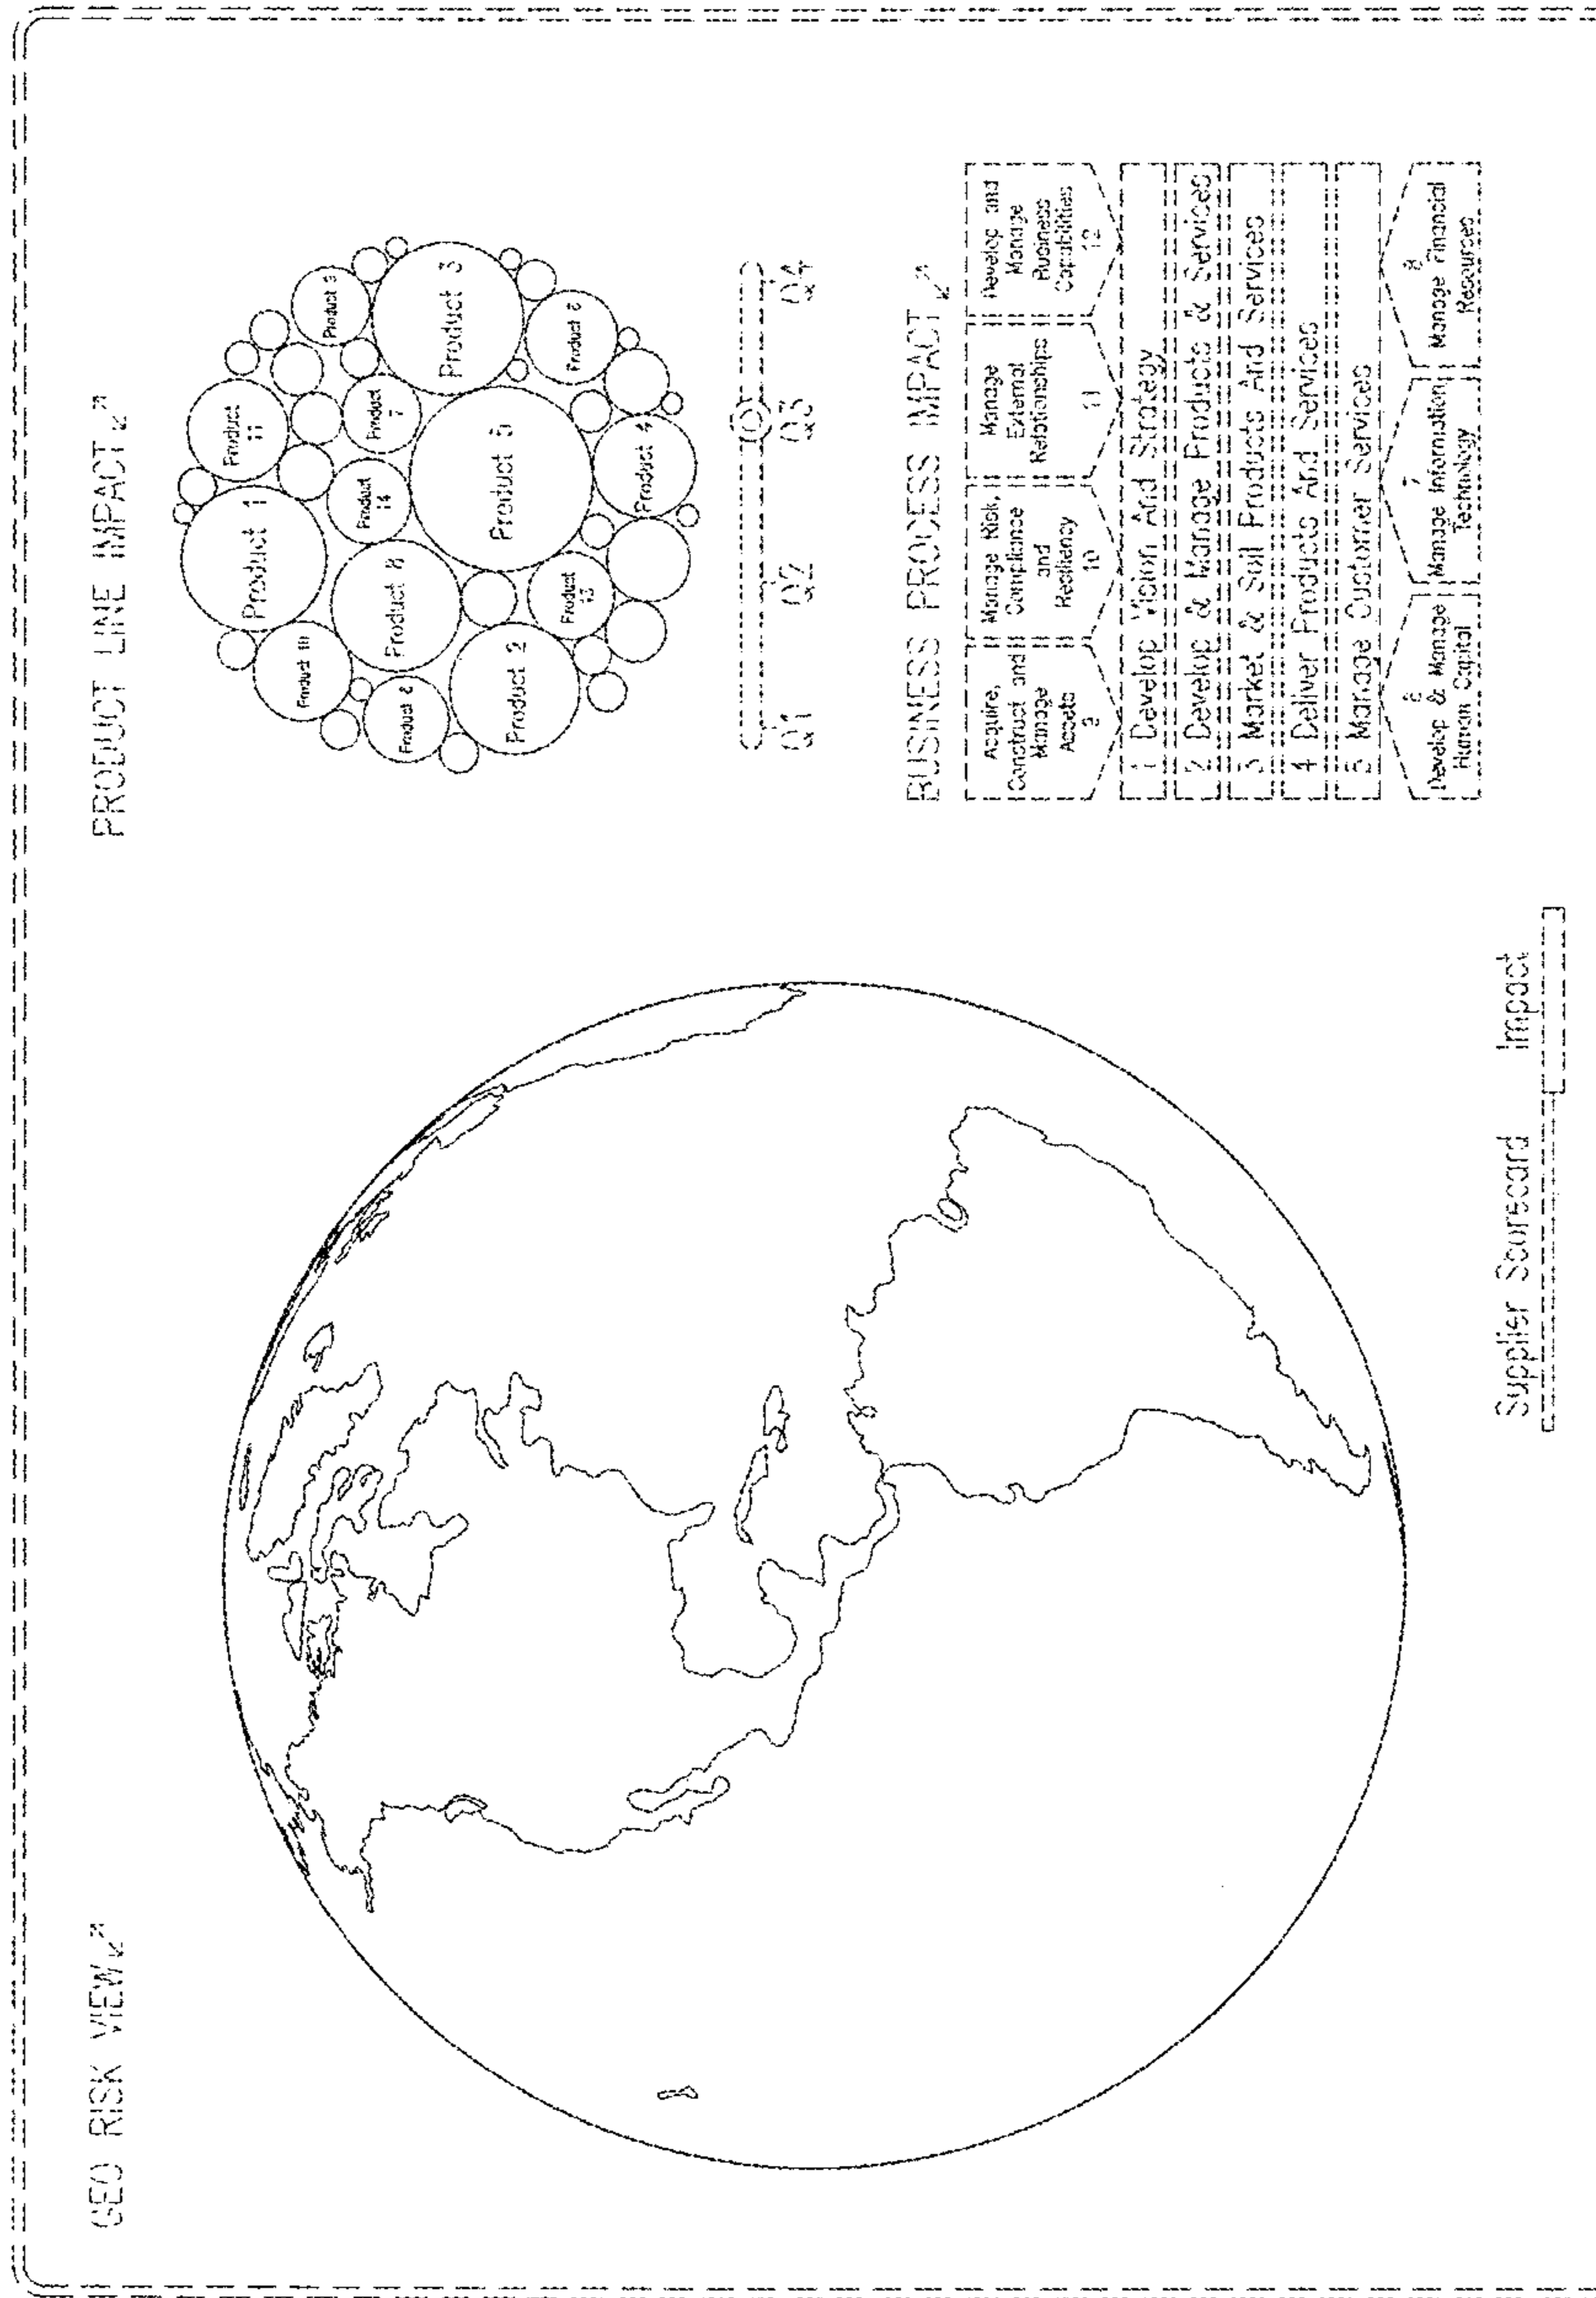 GEO RISK VIEW
PRODUCT LINE IMPACT
Product 1
Product
11
Product 9
Product 3
Product 10
Product 8
Product
14
Product
7
Product 5
Product 2
Product
13
Product 4
Q1
Q2
Q3
Q4
BUSINESS PROCESS IMPACT
Acquire,
Construct and
Manage
Assets
9
Manage Risk,
Compliance
and
Resiliency
10
Manage
External
Relationships
11
Develop and
Manage
Business
Capabilities
12
1 Develop Vision And Strategy
2 Develop & Manage Products & Services
3 Market & Sell Products And Services
4 Deliver Products And Services
5 Manage Customer Services
6
Develop & Manage
Human Capital
7
Manage Information
Technology
8
Manage Financial
Resources
Supplier Scorecard
Impact